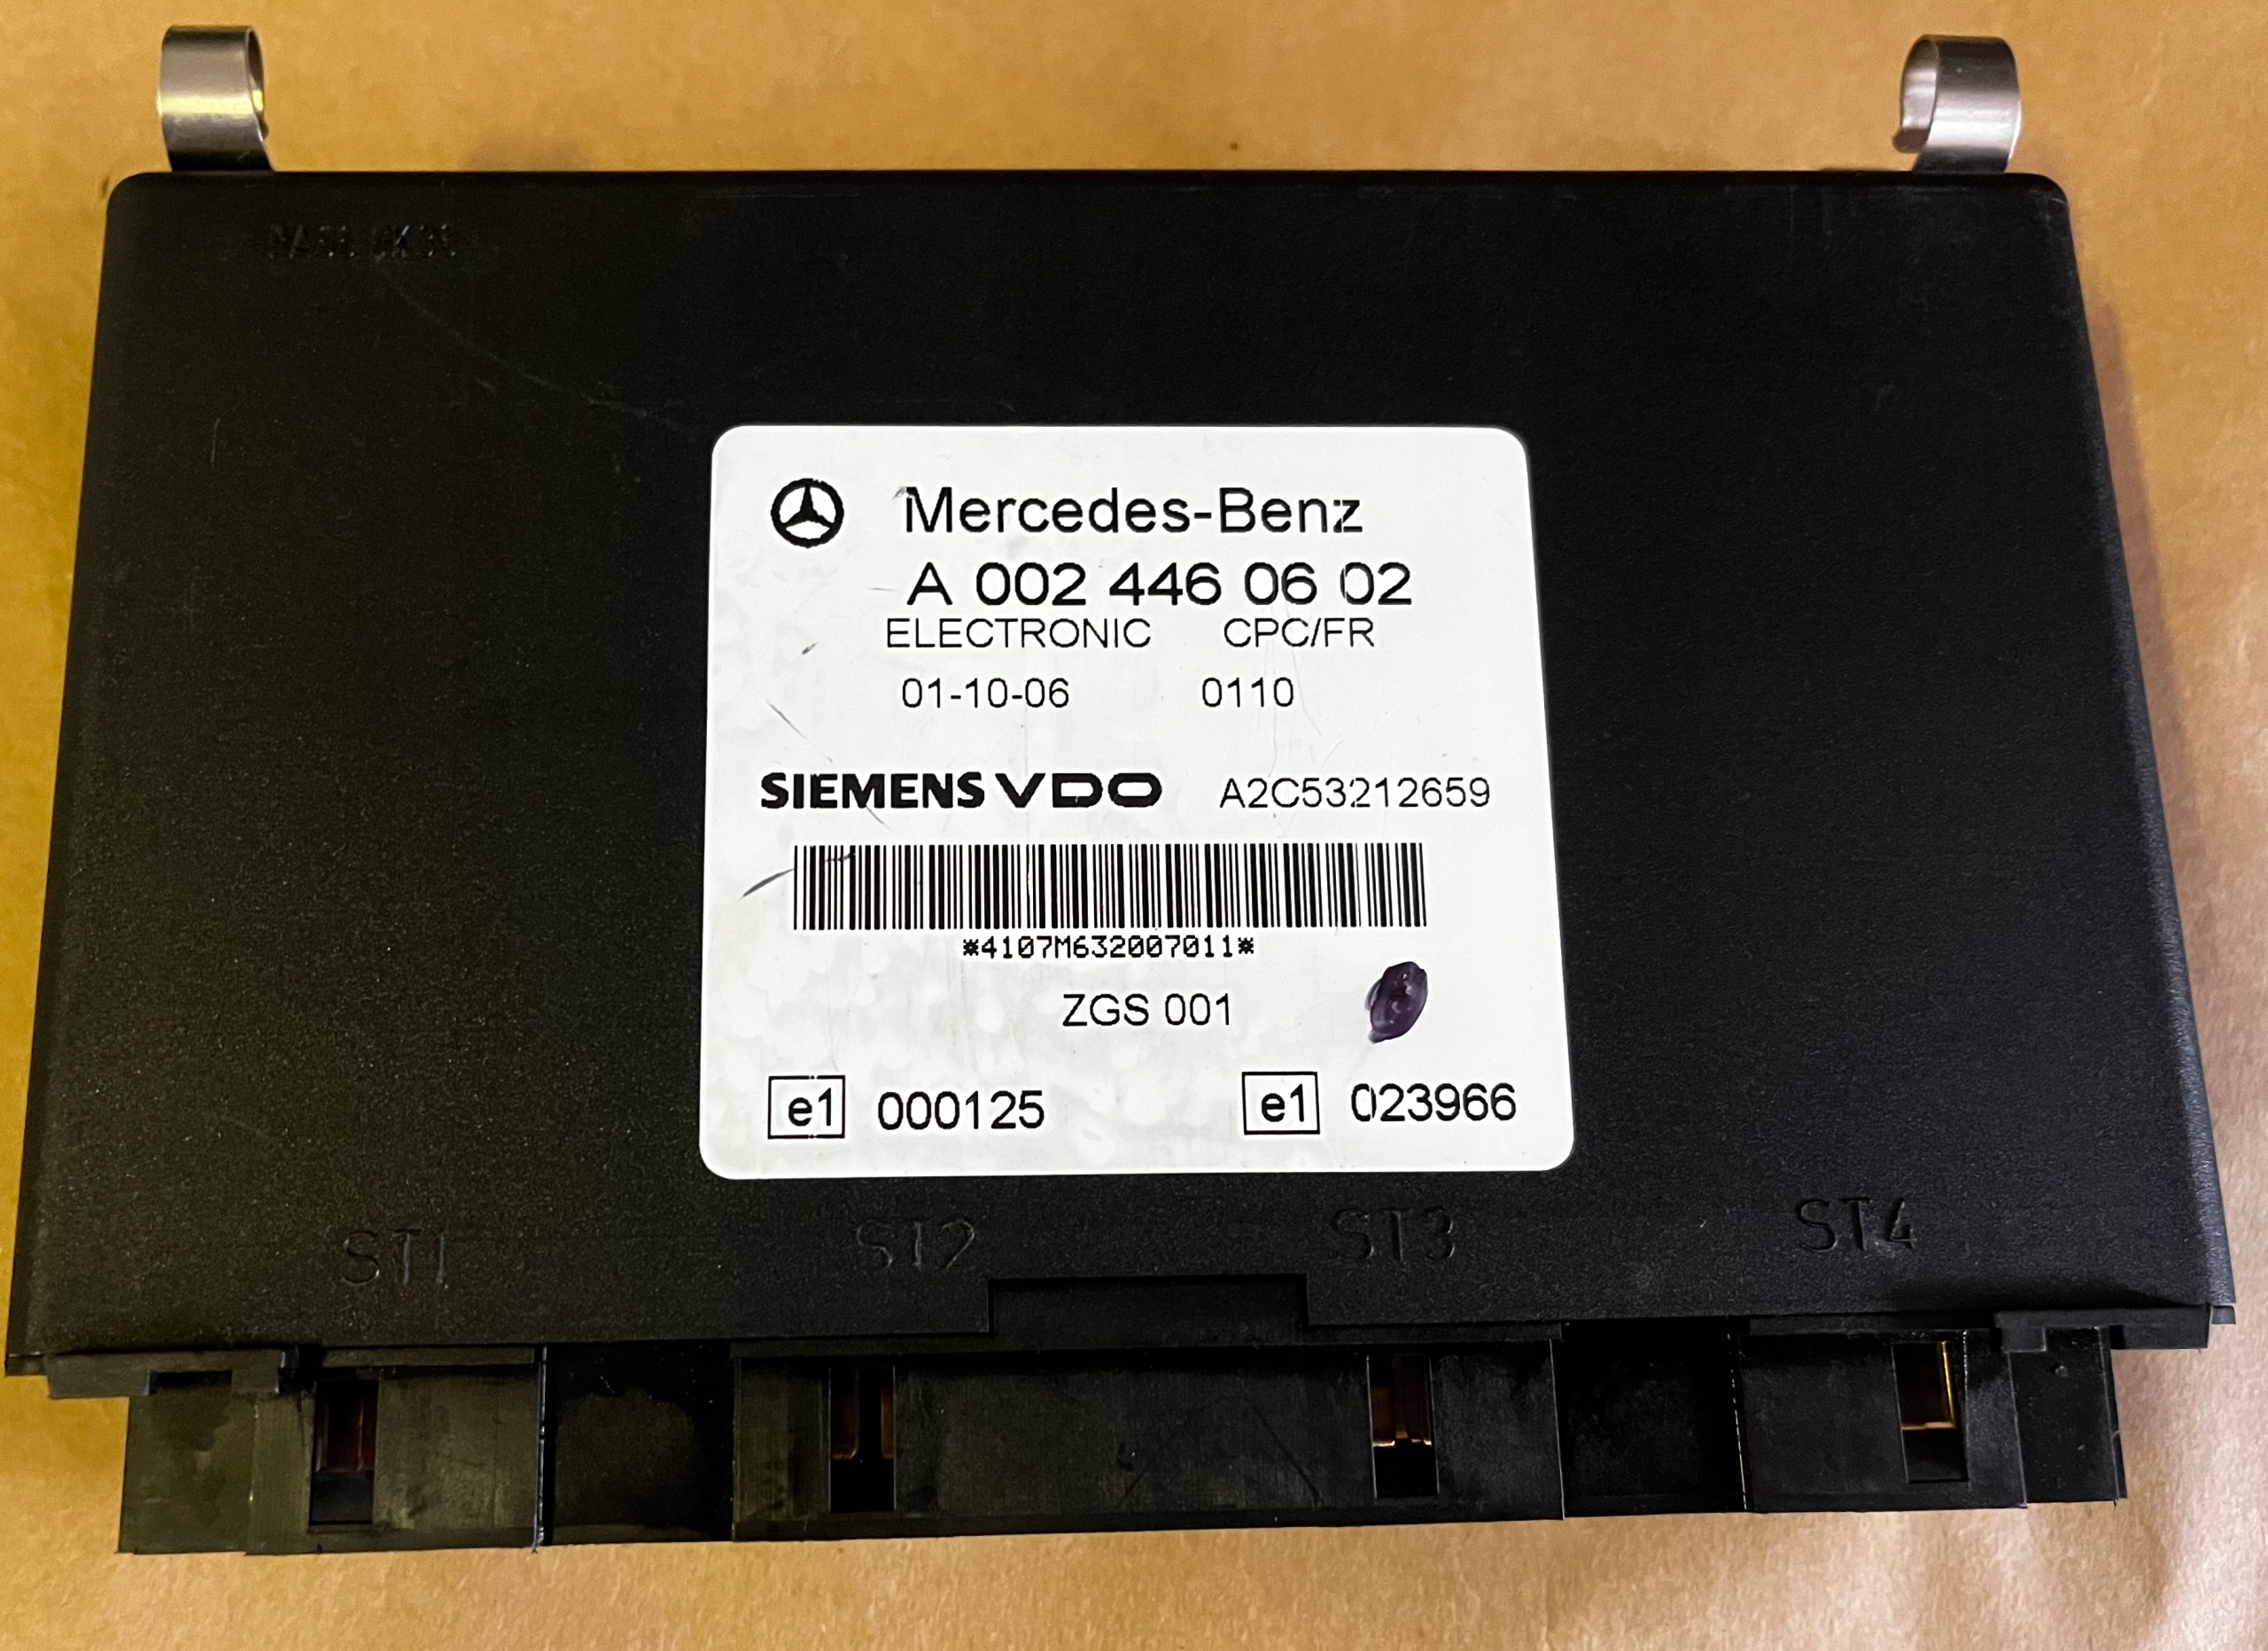 Mercedes-Benz
A 002 446 06 02
ELECTRONIC CPC/FR
01-10-06 0110
SIEMENS VDO A2C53212659
*4107M632007011*
ZGS 001
e1 000125 e1 023966
ST1 ST2 ST3 ST4